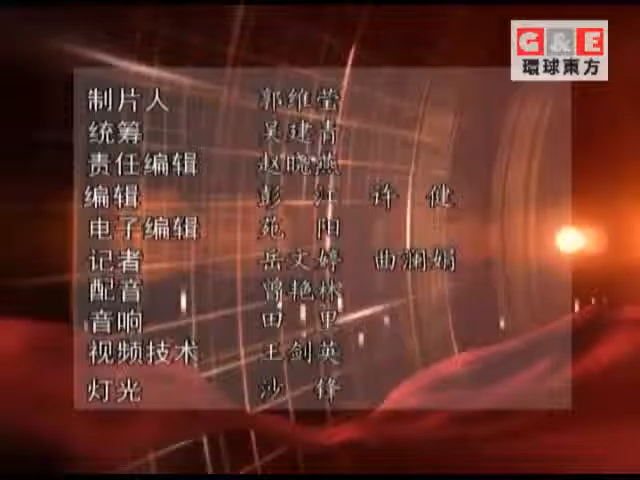 G&E
環球東方
制片人 郭维莹
统筹 吴建青
责任编辑 赵晓燕
编辑 彭江 许健
电子编辑 苑阳
记者 岳文婷 曲澜娟
配音 曾艳林
音响 田里
视频技术 王剑英
灯光 沙锋